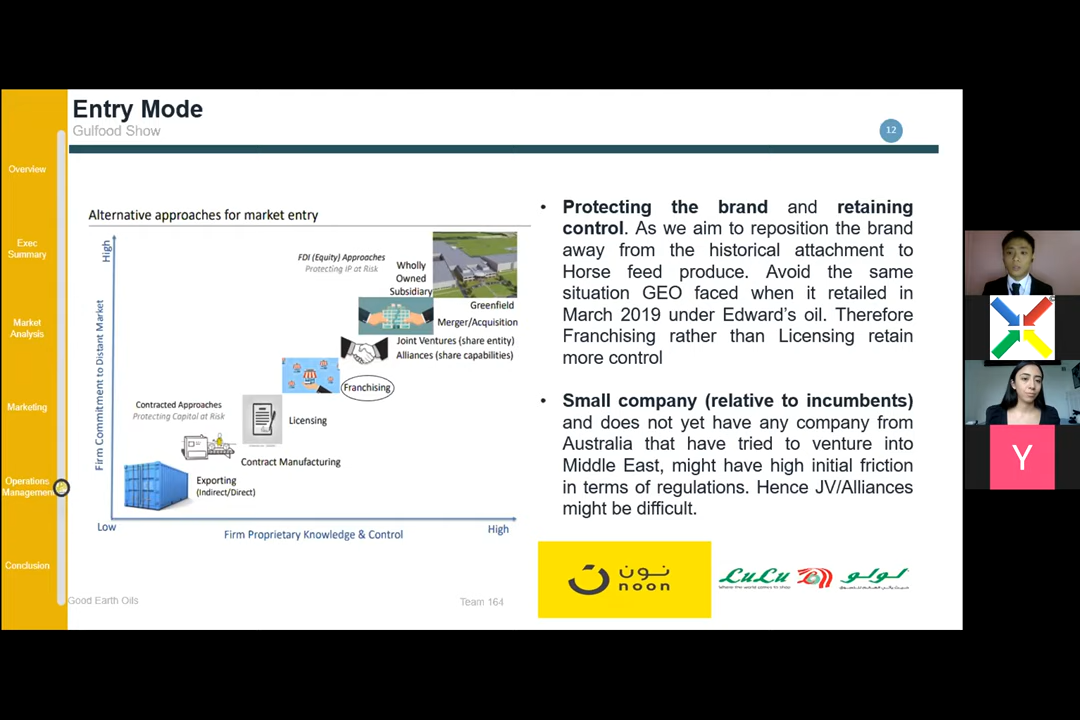 Entry Mode
Gulfood Show
12
Overview
Exec
Summary
Market
Analysis
Marketing
Operations
Management
Conclusion
Alternative approaches for market entry
High
Firm Commitment to Distant Market
Low
Firm Proprietary Knowledge & Control
High
FDI (Equity) Approaches
Protecting IP at Risk
Wholly
Owned
Subsidiary
Greenfield
Merger/Acquisition
Joint Ventures (share entity)
Alliances (share capabilities)
Franchising
Contracted Approaches
Protecting Capital at Risk
Licensing
Contract Manufacturing
Exporting
(Indirect/Direct)
• Protecting the brand and retaining
control. As we aim to reposition the brand
away from the historical attachment to
Horse feed produce. Avoid the same
situation GEO faced when it retailed in
March 2019 under Edward’s oil. Therefore
Franchising rather than Licensing retain
more control
• Small company (relative to incumbents)
and does not yet have any company from
Australia that have tried to venture into
Middle East, might have high initial friction
in terms of regulations. Hence JV/Alliances
might be difficult.
نون
noon
LuLu
لولو
Good Earth Oils
Team 164
Y